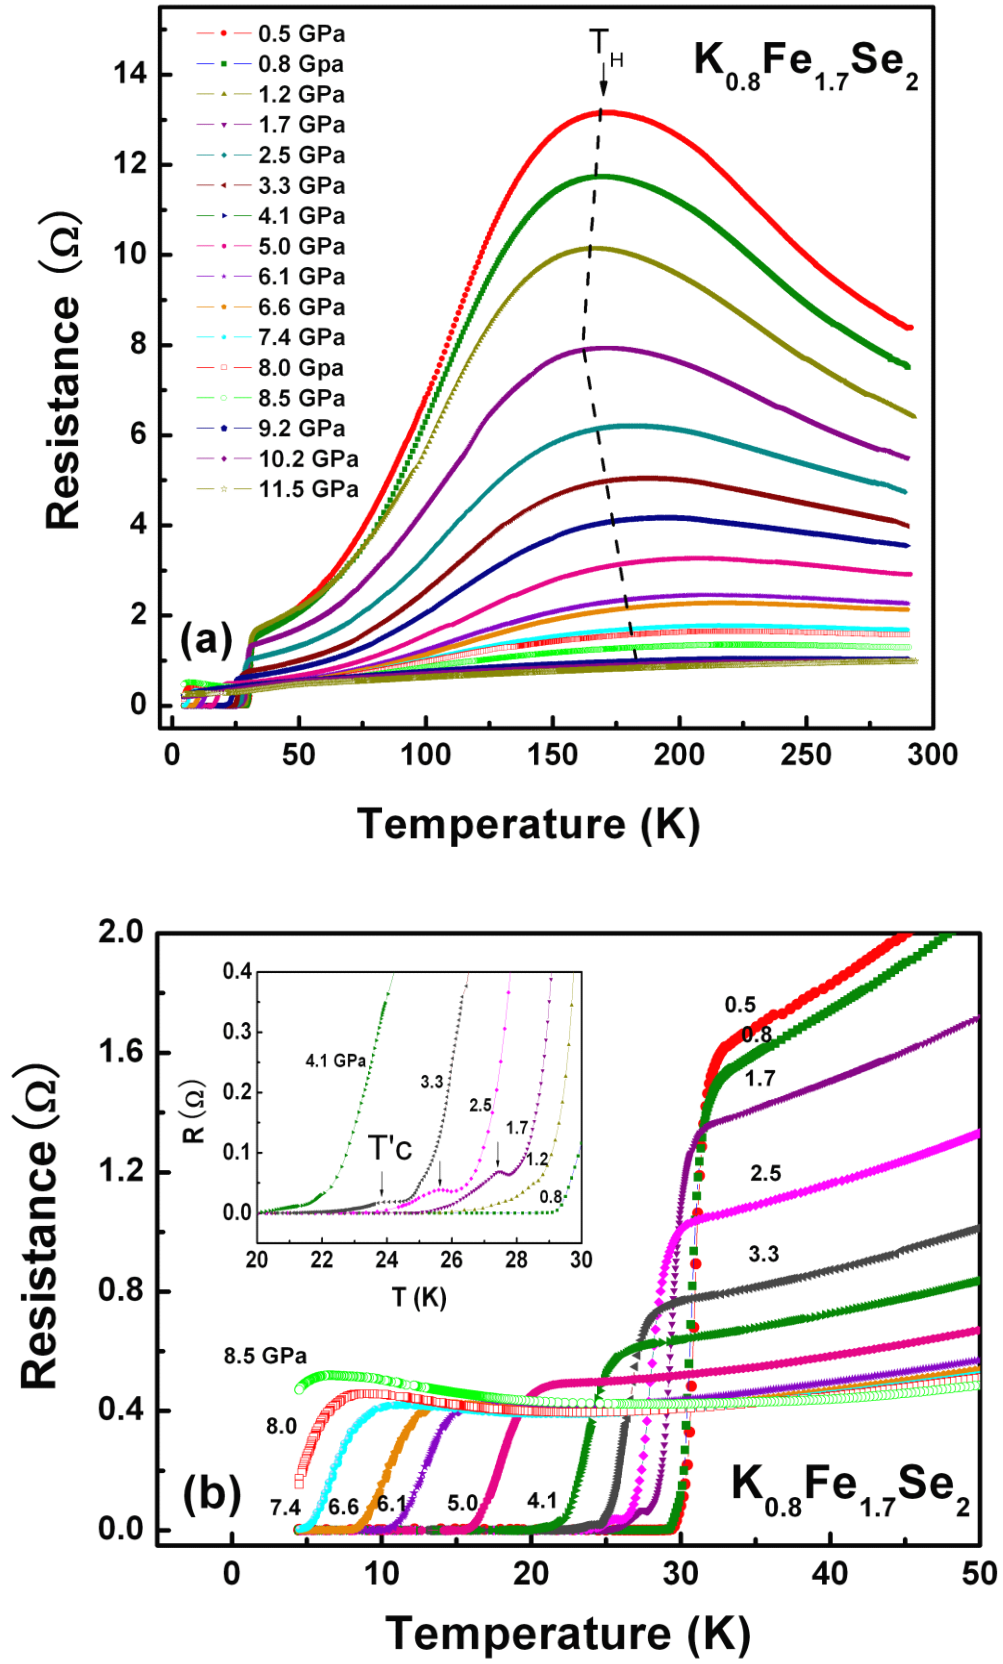 0.5 GPa
0.8 Gpa
1.2 GPa
1.7 GPa
2.5 GPa
3.3 GPa
4.1 GPa
5.0 GPa
6.1 GPa
6.6 GPa
7.4 GPa
8.0 Gpa
8.5 GPa
9.2 GPa
10.2 GPa
11.5 GPa
T_H
K_0.8Fe_1.7Se_2
Resistance (Ω)
14
12
10
8
6
4
2
0
(a)
0 50 100 150 200 250 300
Temperature (K)
2.0
1.6
1.2
0.8
0.4
0.0
Resistance (Ω)
0.4
0.3
0.2
0.1
0.0
R (Ω)
4.1 GPa
3.3
2.5
1.7
1.2
0.8
T'c
20 22 24 26 28 30
T (K)
0.5
0.8
1.7
2.5
3.3
8.5 GPa
8.0
7.4
6.6
6.1
5.0
4.1
(b)
K_0.8Fe_1.7Se_2
0 10 20 30 40 50
Temperature (K)